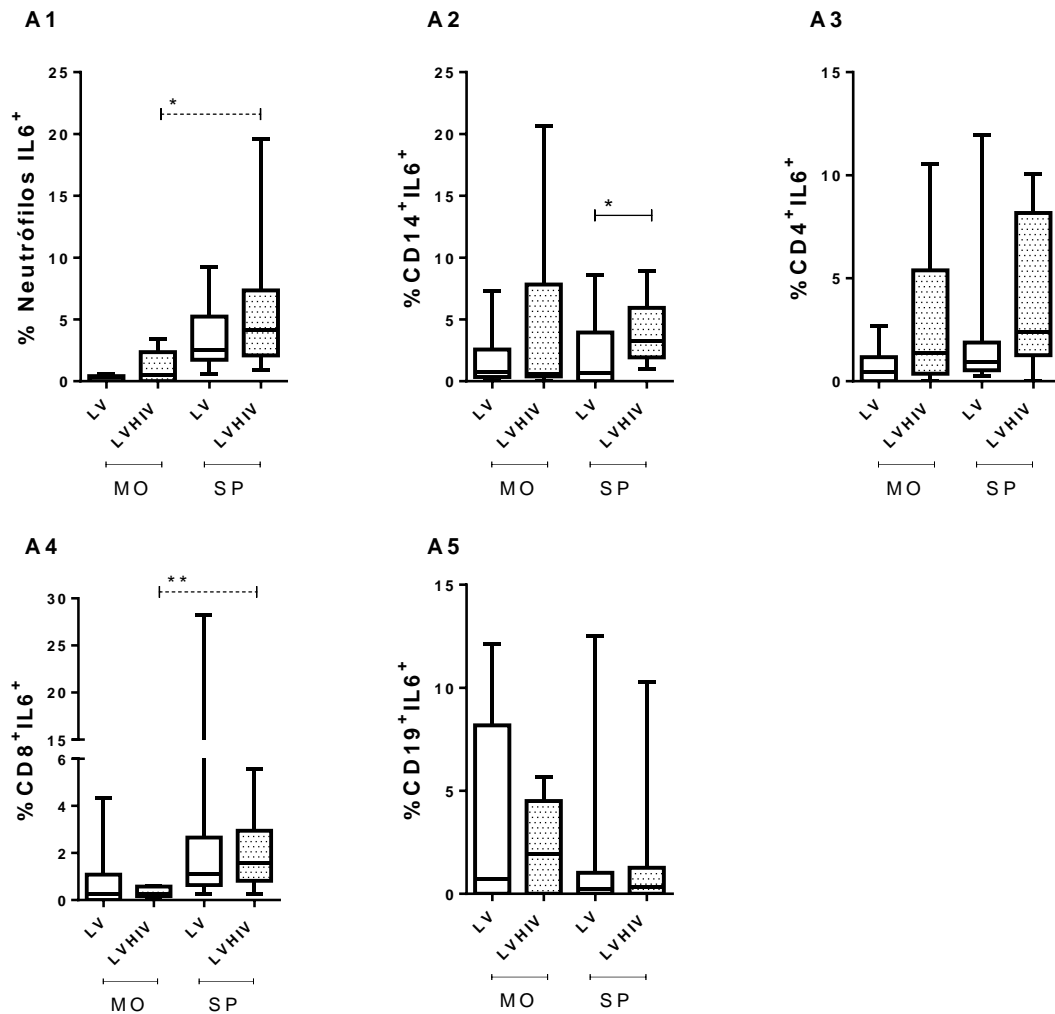 A1
% Neutrófilos IL6+
25
20
15
10
5
0
*
LV
LVHIV
LV
LVHIV
MO
SP
A2
%CD14+IL6+
25
20
15
10
5
0
*
LV
LVHIV
LV
LVHIV
MO
SP
A3
%CD4+IL6+
15
10
5
0
LV
LVHIV
LV
LVHIV
MO
SP
A4
%CD8+IL6+
30
25
20
15
6
4
2
0
**
LV
LVHIV
LV
LVHIV
MO
SP
A5
%CD19+IL6+
15
10
5
0
LV
LVHIV
LV
LVHIV
MO
SP